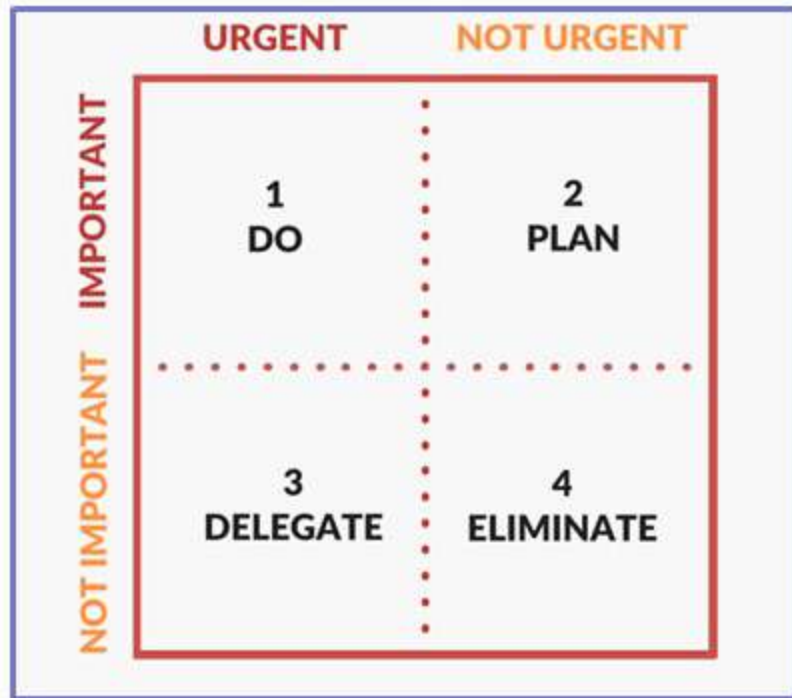 URGENT
NOT URGENT
IMPORTANT
1
DO
2
PLAN
NOT IMPORTANT
3
DELEGATE
4
ELIMINATE